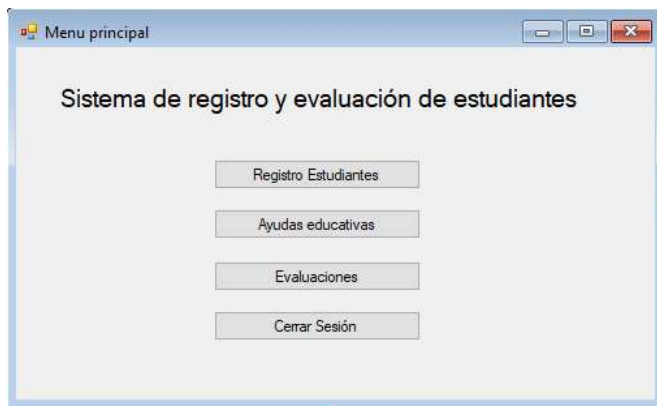 Menu principal
Sistema de registro y evaluación de estudiantes
Registro Estudiantes
Ayudas educativas
Evaluaciones
Cerrar Sesión